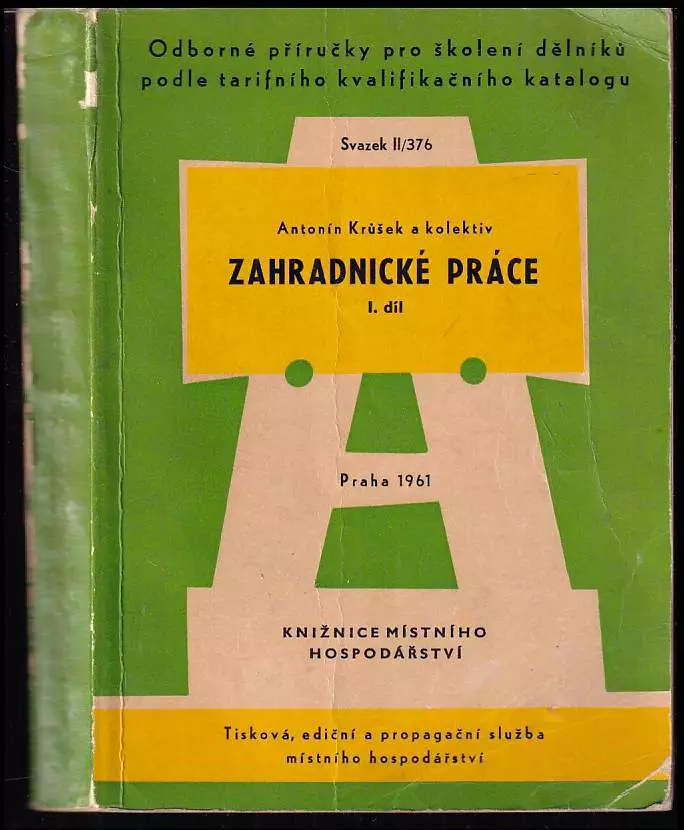 Odborné příručky pro školení dělníků
podle tarifního kvalifikačního katalogu
Svazek II/376
Antonín Krůšek a kolektiv
ZAHRADNICKÉ PRÁCE
I. díl
Praha 1961
KNIŽNICE MÍSTNÍHO
HOSPODÁŘSTVÍ
Tisková, ediční a propagační služba
místního hospodářství